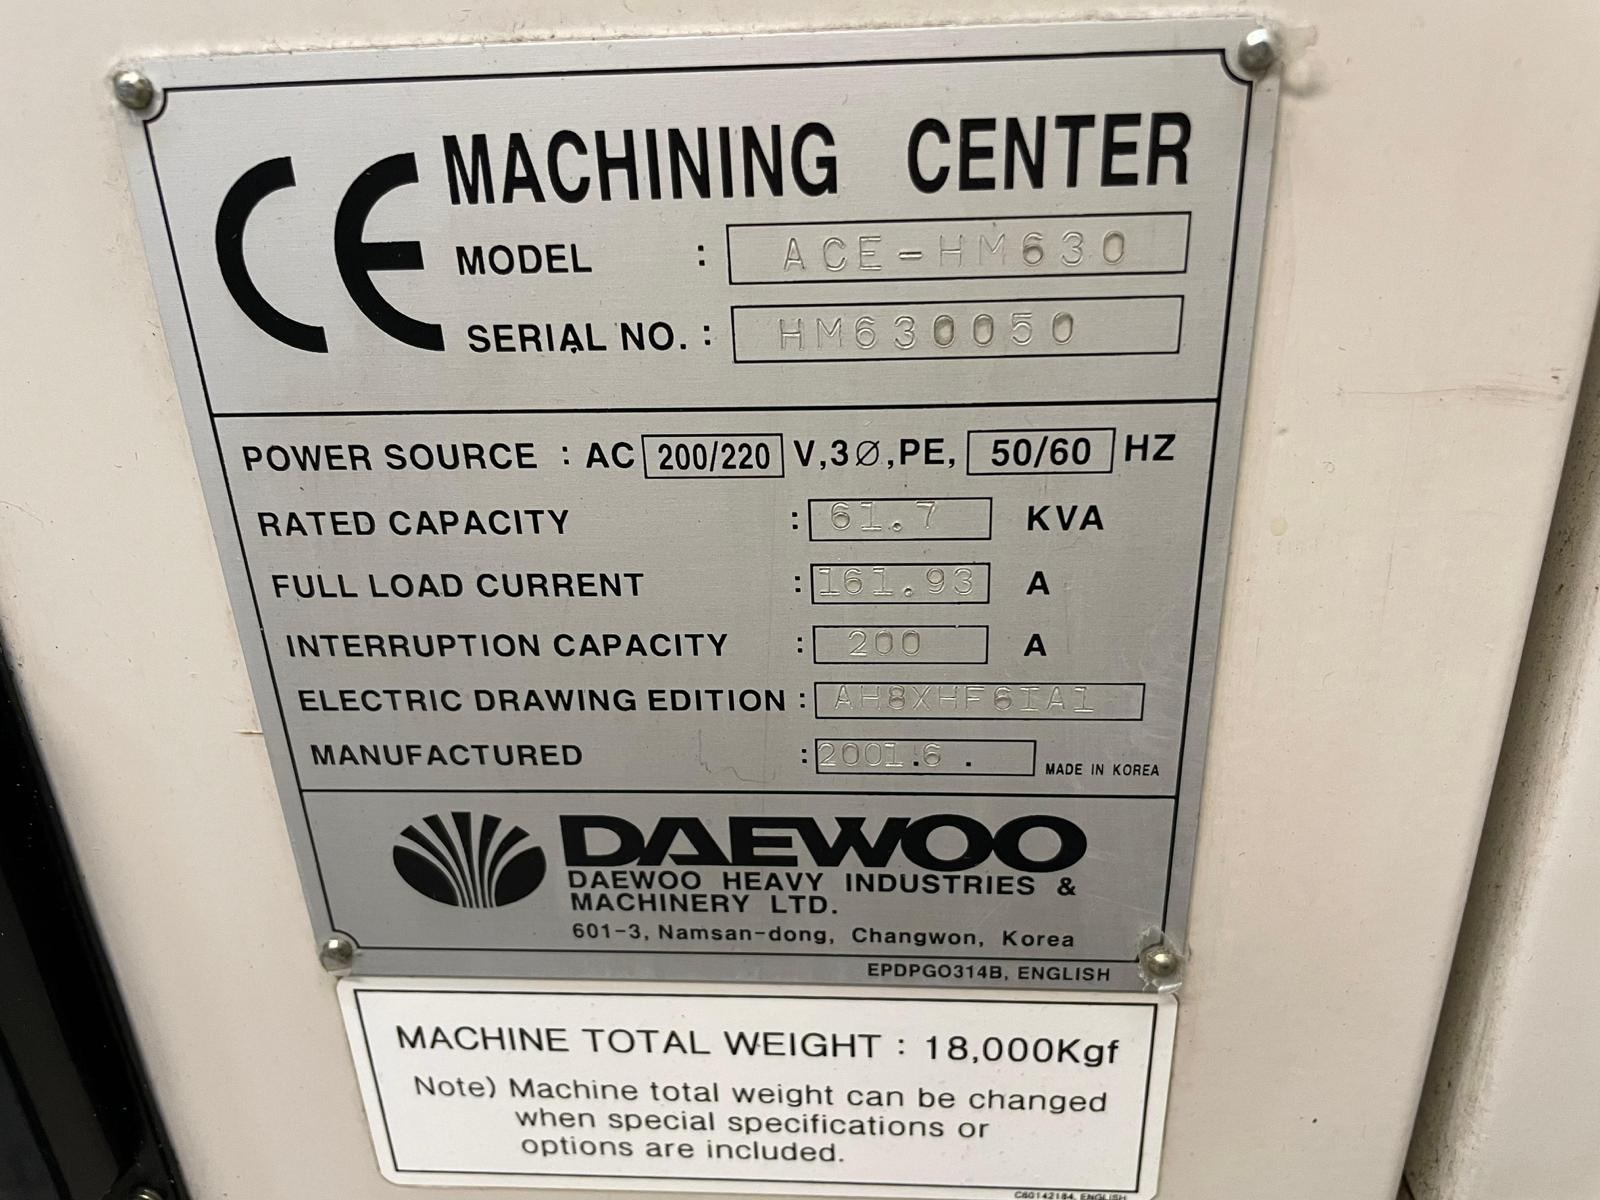 CE MACHINING CENTER
MODEL : ACE-HM630
SERIAL NO. : HM630050
POWER SOURCE : AC 200/220 V,3Ø,PE, 50/60 HZ
RATED CAPACITY : 61.7 KVA
FULL LOAD CURRENT : 161.93 A
INTERRUPTION CAPACITY : 200 A
ELECTRIC DRAWING EDITION : AH8XHF6IA1
MANUFACTURED : 2001.6 . MADE IN KOREA
DAEWOO
DAEWOO HEAVY INDUSTRIES &
MACHINERY LTD.
601-3, Namsan-dong, Changwon, Korea
EPDPGO314B, ENGLISH
MACHINE TOTAL WEIGHT : 18,000Kgf
Note) Machine total weight can be changed
when special specifications or
options are included.
C80142184, ENGLISH